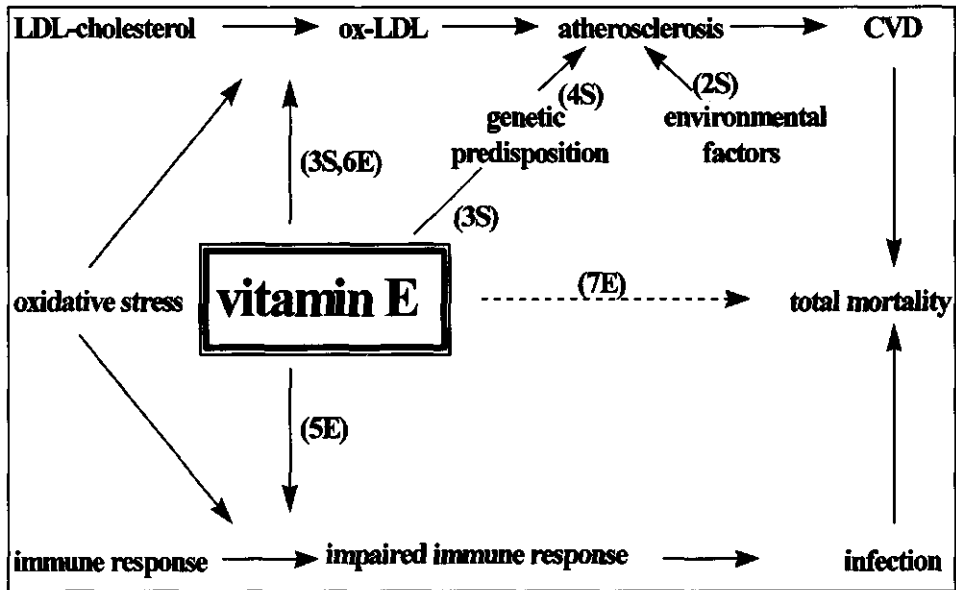 LDL-cholesterol ox-LDL atherosclerosis CVD
(4S) (2S)
genetic environmental
predisposition factors
(3S,6E)
(3S)
oxidative stress vitamin E (7E) total mortality
(5E)
immune response impaired immune response infection